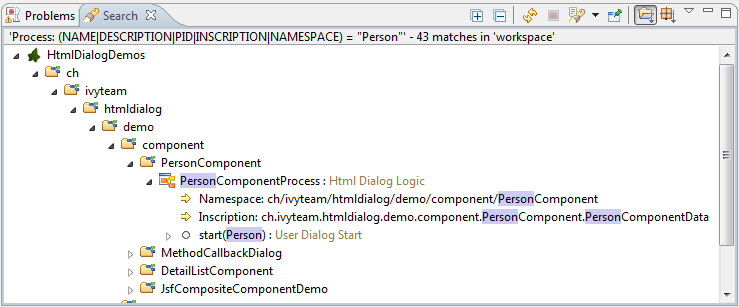 Problems Search
'Process: (NAME|DESCRIPTION|PID|INSCRIPTION|NAMESPACE) = "Person"' - 43 matches in 'workspace'
HtmlDialogDemos
ch
ivyteam
htmldialog
demo
component
PersonComponent
PersonComponentProcess : Html Dialog Logic
Namespace: ch/ivyteam/htmldialog/demo/component/PersonComponent
Inscription: ch.ivyteam.htmldialog.demo.component.PersonComponent.PersonComponentData
start(Person) : User Dialog Start
MethodCallbackDialog
DetailListComponent
JsfCompositeComponentDemo